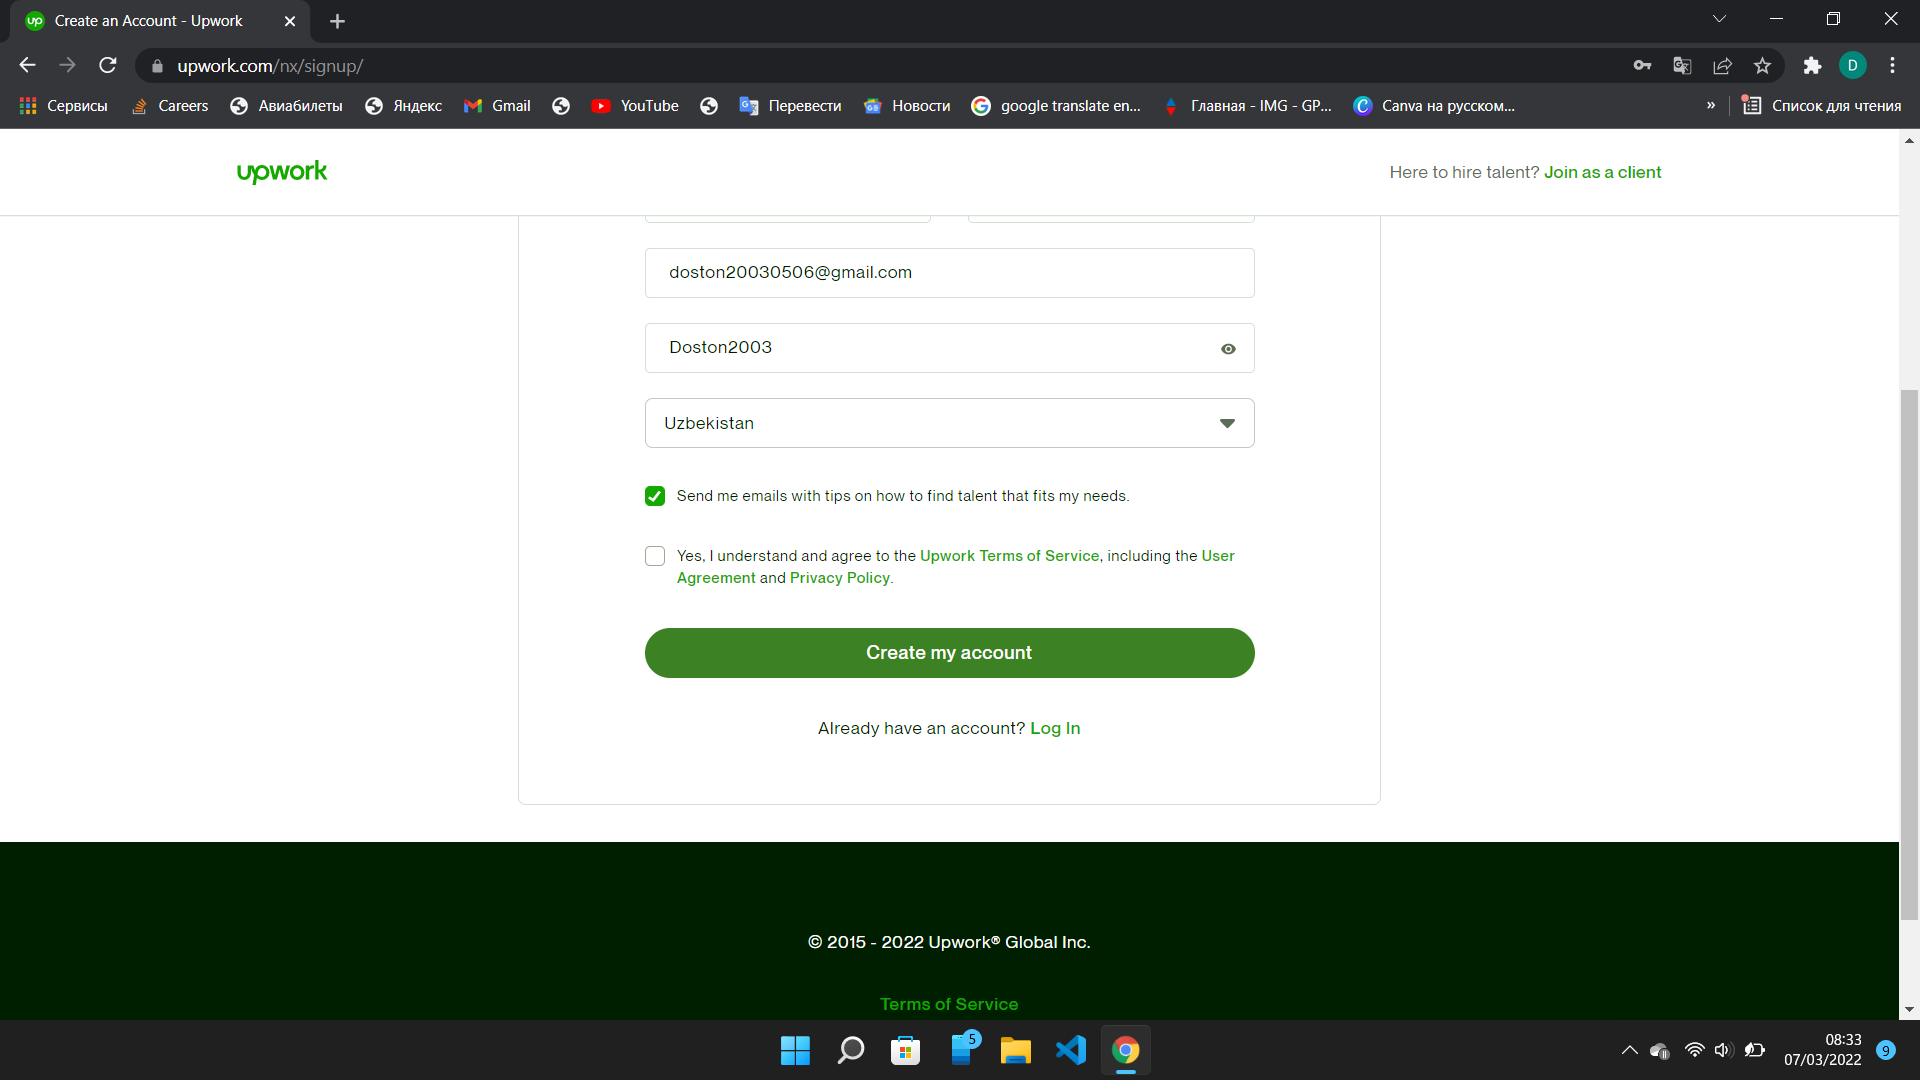 Create an Account - Upwork
upwork.com/nx/signup/
D
Сервисы
Careers
Авиабилеты
Яндекс
Gmail
YouTube
Перевести
Новости
google translate en...
Главная - IMG - GP...
Canva на русском...
»
Список для чтения
upwork
Here to hire talent? Join as a client
doston20030506@gmail.com
Doston2003
Uzbekistan
Send me emails with tips on how to find talent that fits my needs.
Yes, I understand and agree to the Upwork Terms of Service, including the User
Agreement and Privacy Policy.
Create my account
Already have an account? Log In
© 2015 - 2022 Upwork® Global Inc.
Terms of Service
5
08:33
07/03/2022
9